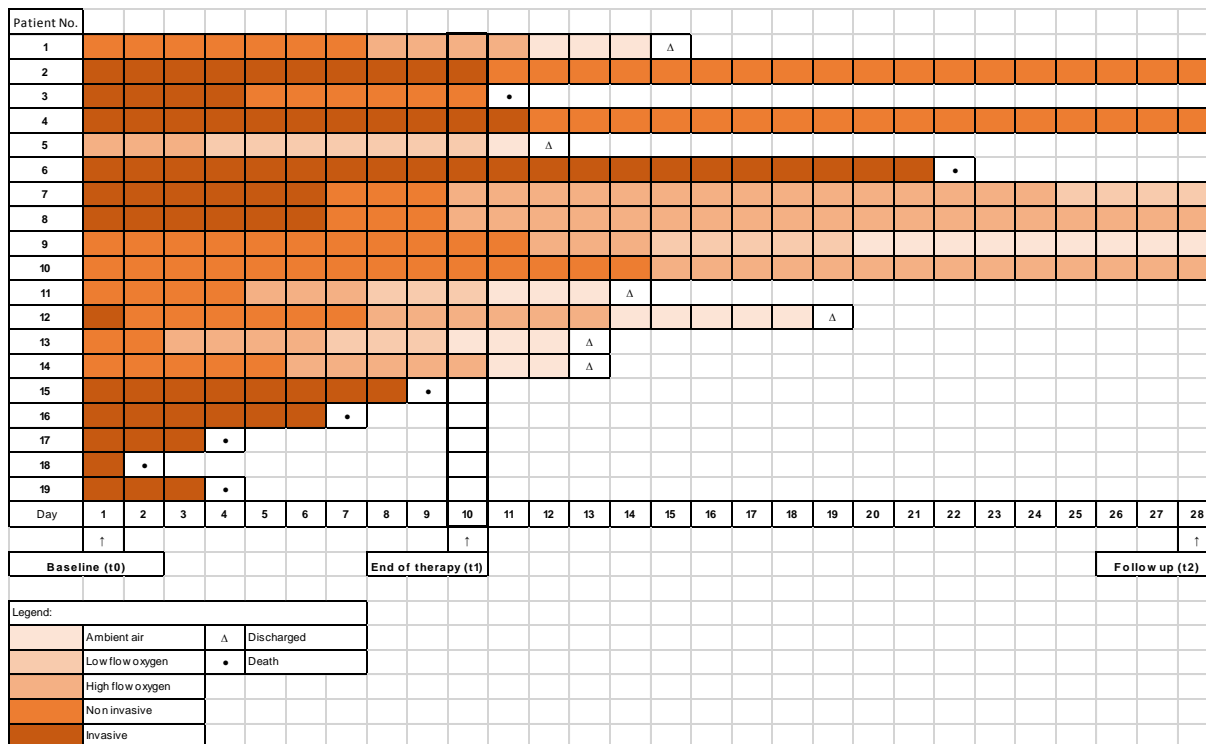 Patient No.
1 Δ
2
3 •
4
5 Δ
6 •
7
8
9
10
11 Δ
12 Δ
13 Δ
14 Δ
15 •
16 •
17 •
18 •
19 •
Day 1 2 3 4 5 6 7 8 9 10 11 12 13 14 15 16 17 18 19 20 21 22 23 24 25 26 27 28
↑ ↑ ↑
Baseline (t0) End of therapy (t1) Follow up (t2)
Legend:
Ambient air Δ Discharged
Low flow oxygen • Death
High flow oxygen
Non invasive
Invasive